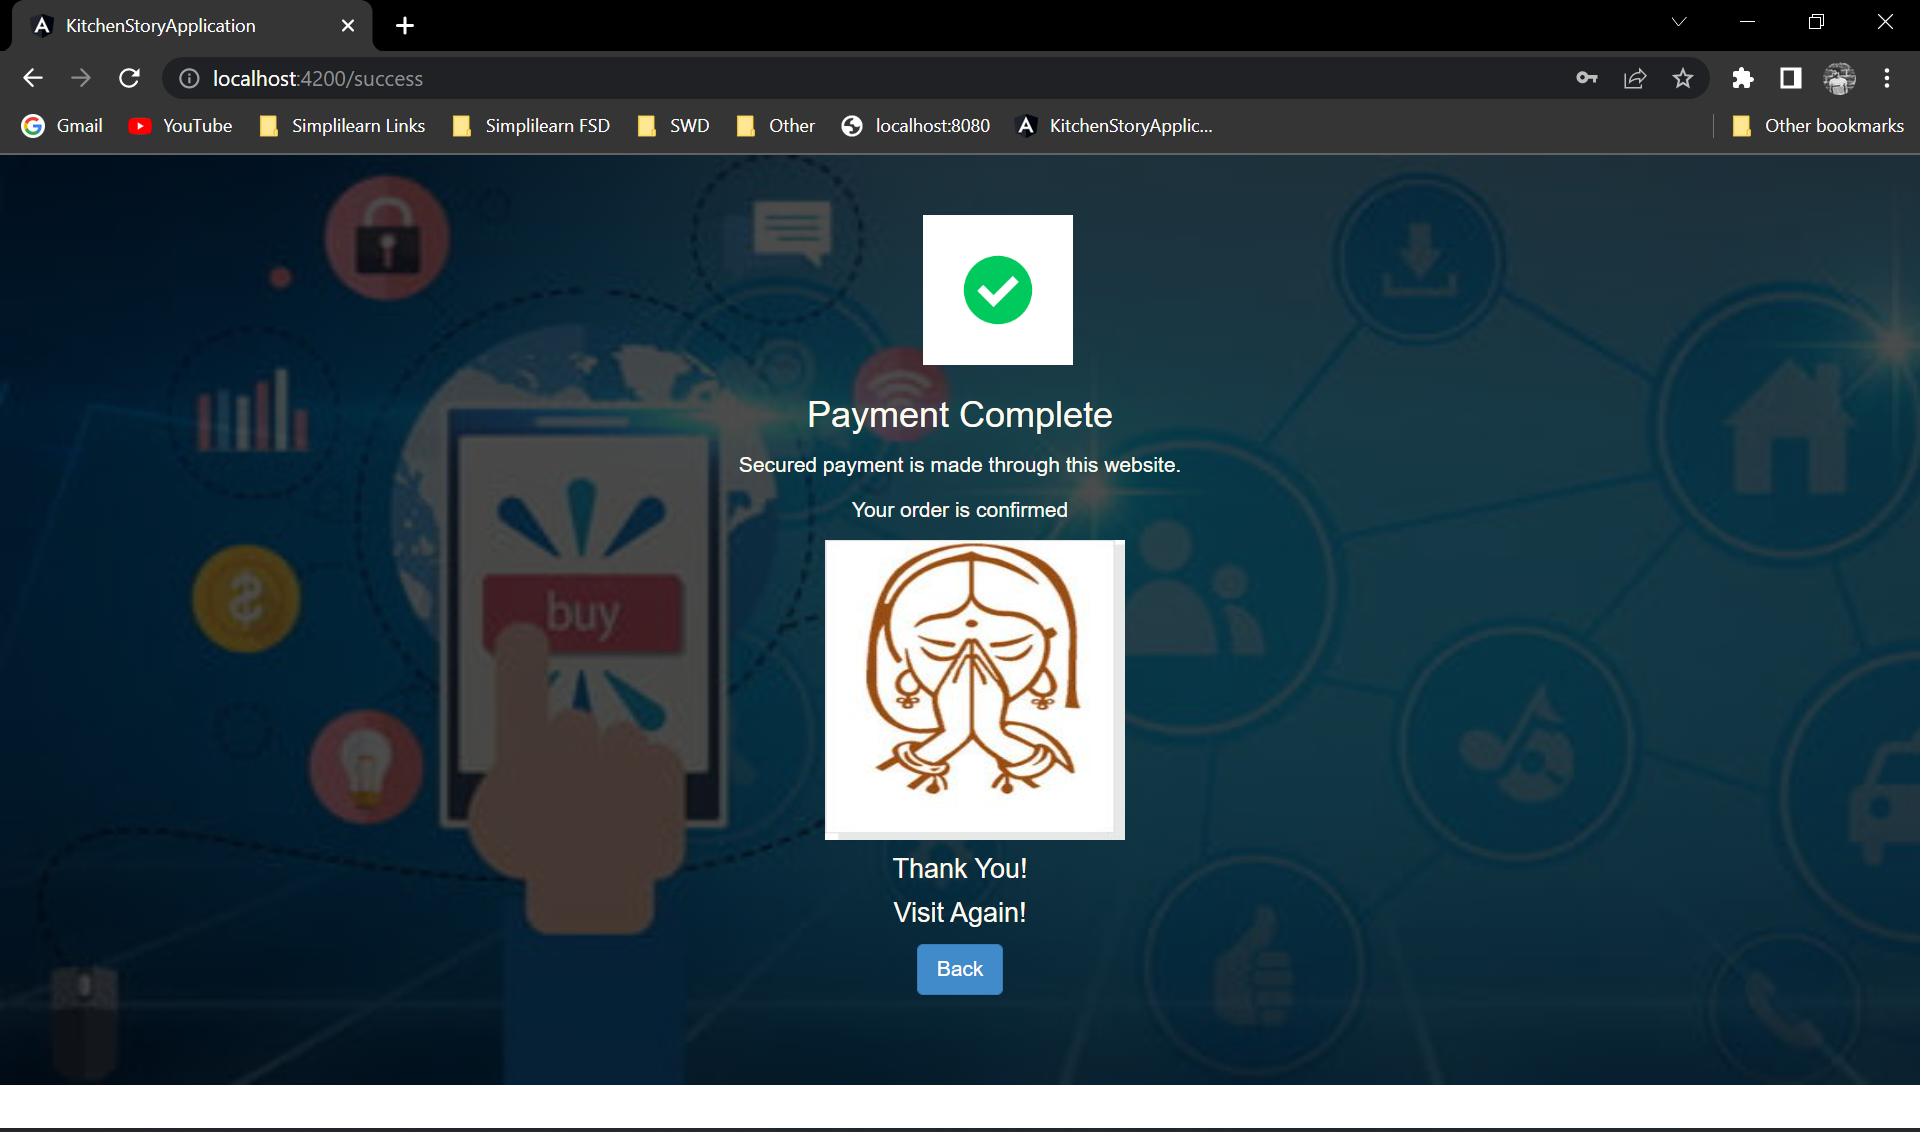 KitchenStoryApplication
localhost:4200/success
Gmail
YouTube
Simplilearn Links
Simplilearn FSD
SWD
Other
localhost:8080
KitchenStoryApplic...
Other bookmarks
Payment Complete
Secured payment is made through this website.
Your order is confirmed
buy
Thank You!
Visit Again!
Back